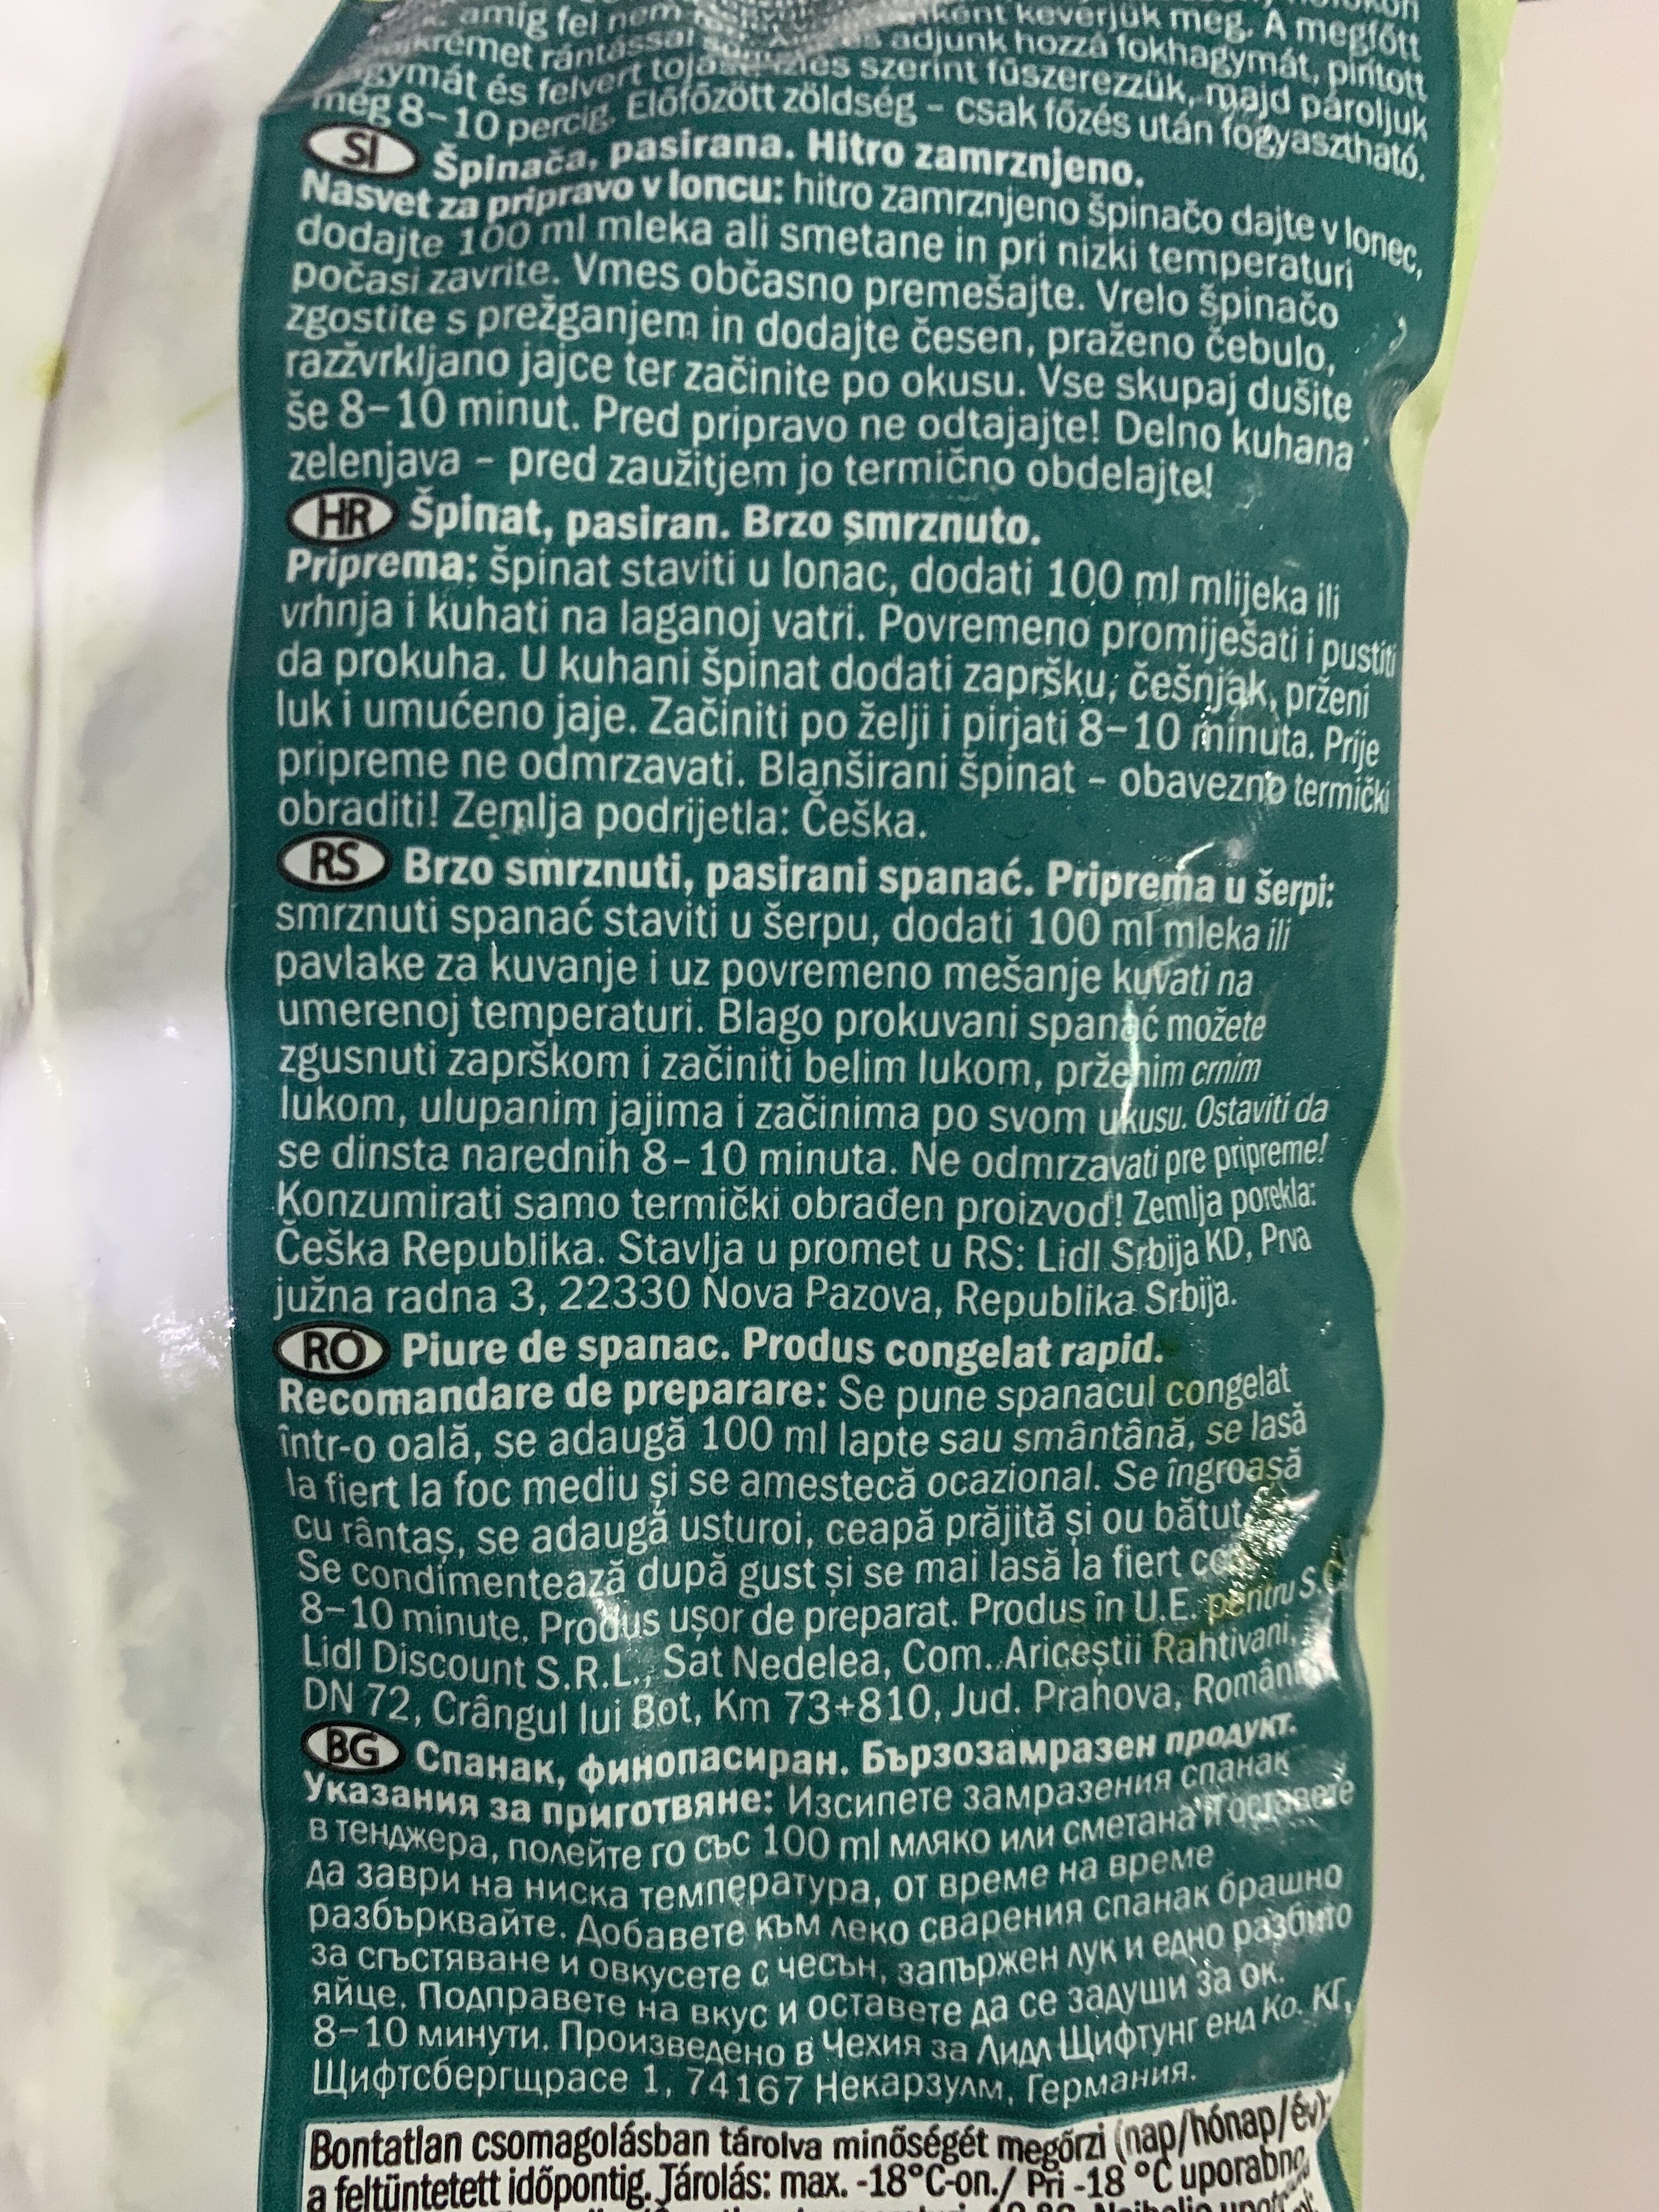 amíg fel nem keverjük meg. A megfőtt
rántással adjunk hozzá fokhagymát, pirított
és felvert szerint fűszerezzük, majd pároljuk
még 8–10 percig. Előfőzött zöldség – csak főzés után fogyasztható.
SI Špinača, pasirana. Hitro zamrznjeno.
Nasvet za pripravo v loncu: hitro zamrznjeno špinačo dajte v lonec,
dodajte 100 ml mleka ali smetane in pri nizki temperaturi
počasi zavrite. Vmes občasno premešajte. Vrelo špinačo
zgostite s prežganjem in dodajte česen, praženo čebulo,
razžvrkljano jajce ter začinite po okusu. Vse skupaj dušite
še 8–10 minut. Pred pripravo ne odtajajte! Delno kuhana
zelenjava – pred zaužitjem jo termično obdelajte!
HR Špinat, pasiran. Brzo smrznuto.
Priprema: špinat staviti u lonac, dodati 100 ml mlijeka ili
vrhnja i kuhati na laganoj vatri. Povremeno promiješati i pustiti
da prokuha. U kuhani špinat dodati zapršku, češnjak, prženi
luk i umućeno jaje. Začiniti po želji i pirjati 8–10 minuta. Prije
pripreme ne odmrzavati. Blanširani špinat – obavezno termički
obraditi! Zemlja podrijetla: Češka.
RS Brzo smrznuti, pasirani spanać. Priprema u šerpi:
smrznuti spanać staviti u šerpu, dodati 100 ml mleka ili
pavlake za kuvanje i uz povremeno mešanje kuvati na
umerenoj temperaturi. Blago prokuvani spanać možete
zgusnuti zaprškom i začiniti belim lukom, prženim crnim
lukom, ulupanim jajima i začinima po svom ukusu. Ostaviti da
se dinsta narednih 8–10 minuta. Ne odmrzavati pre pripreme!
Konzumirati samo termički obrađen proizvod! Zemlja porekla:
Češka Republika. Stavlja u promet u RS: Lidl Srbija KD, Prva
južna radna 3, 22330 Nova Pazova, Republika Srbija.
RO Piure de spanac. Produs congelat rapid.
Recomandare de preparare: Se pune spanacul congelat
într-o oală, se adaugă 100 ml lapte sau smântână, se lasă
la fiert la foc mediu și se amestecă ocazional. Se îngroașă
cu rântaș, se adaugă usturoi, ceapă prăjită și ou bătut.
Se condimentează după gust și se mai lasă la fiert
8–10 minute. Produs ușor de preparat. Produs în U.E. pentru S.C.
Lidl Discount S.R.L., Sat Nedelea, Com. Ariceștii Rahtivani,
DN 72, Crângul lui Bot, Km 73+810, Jud. Prahova, România
BG Спанак, финопасиран. Бързозамразен продукт.
Указания за приготвяне: Изсипете замразения спанак
в тенджера, полейте го със 100 ml мляко или сметана и оставете
да заври на ниска температура, от време на време
разбърквайте. Добавете към леко сварения спанак брашно
за сгъстяване и овкусете с чесън, запържен лук и едно разбито
яйце. Подправете на вкус и оставете да се задуши за ок.
8–10 минути. Произведено в Чехия за Лидл Щифтунг енд Ко. КГ,
Щифтсбергщрасе 1, 74167 Некарзулм, Германия.
Bontatlan csomagolásban tárolva minőségét megőrzi (nap/hónap/év):
a feltüntetett időpontig. Tárolás: max. -18°C-on./ Pri -18 °C uporabno